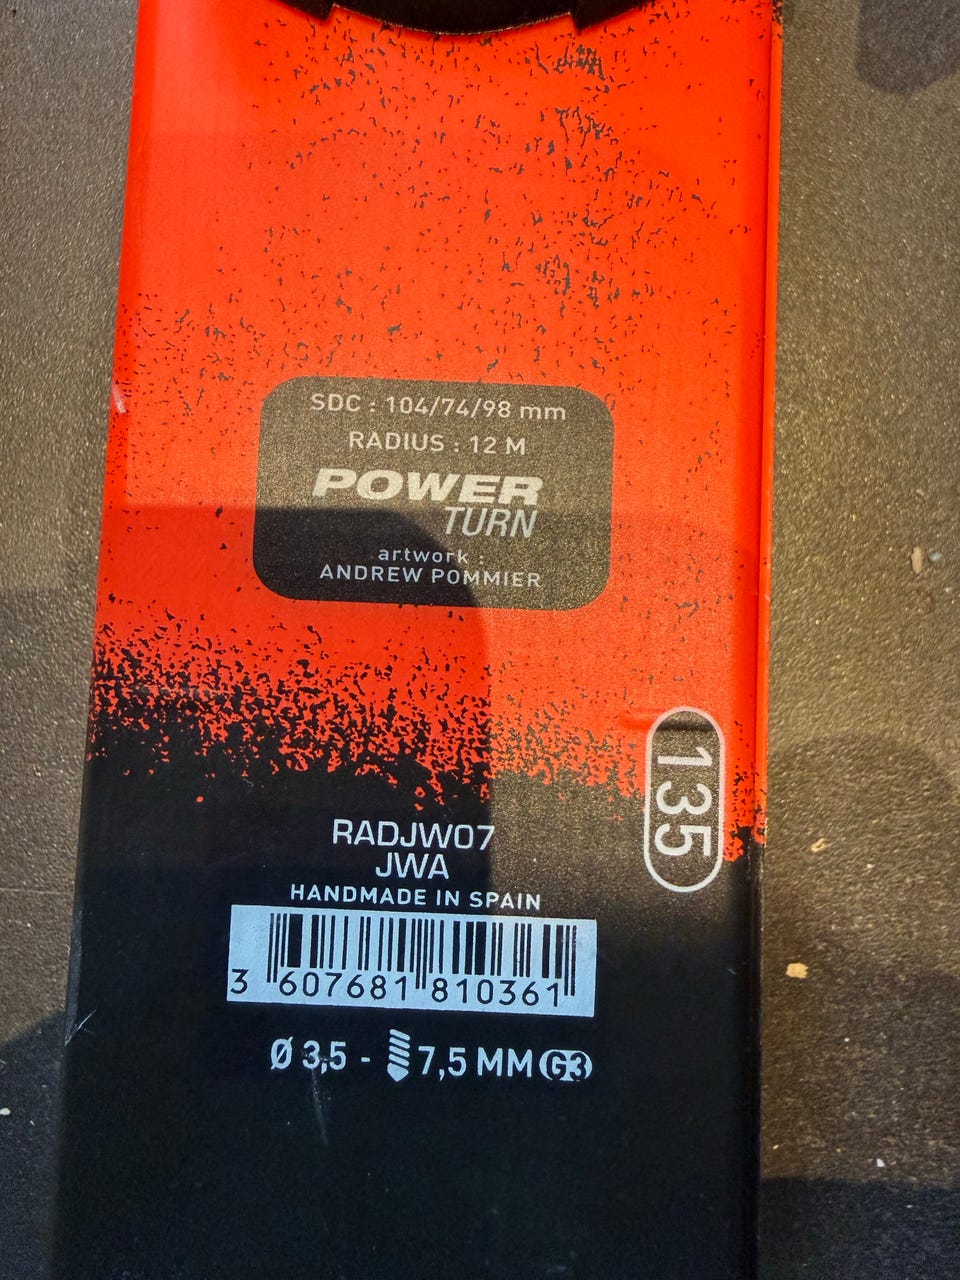 SDC : 104/74/98 mm
RADIUS : 12 M
POWER
TURN
artwork :
ANDREW POMMIER
135
RADJW07
JWA
HANDMADE IN SPAIN
3 607681 810361
Ø 3,5 - 7,5 MM G3